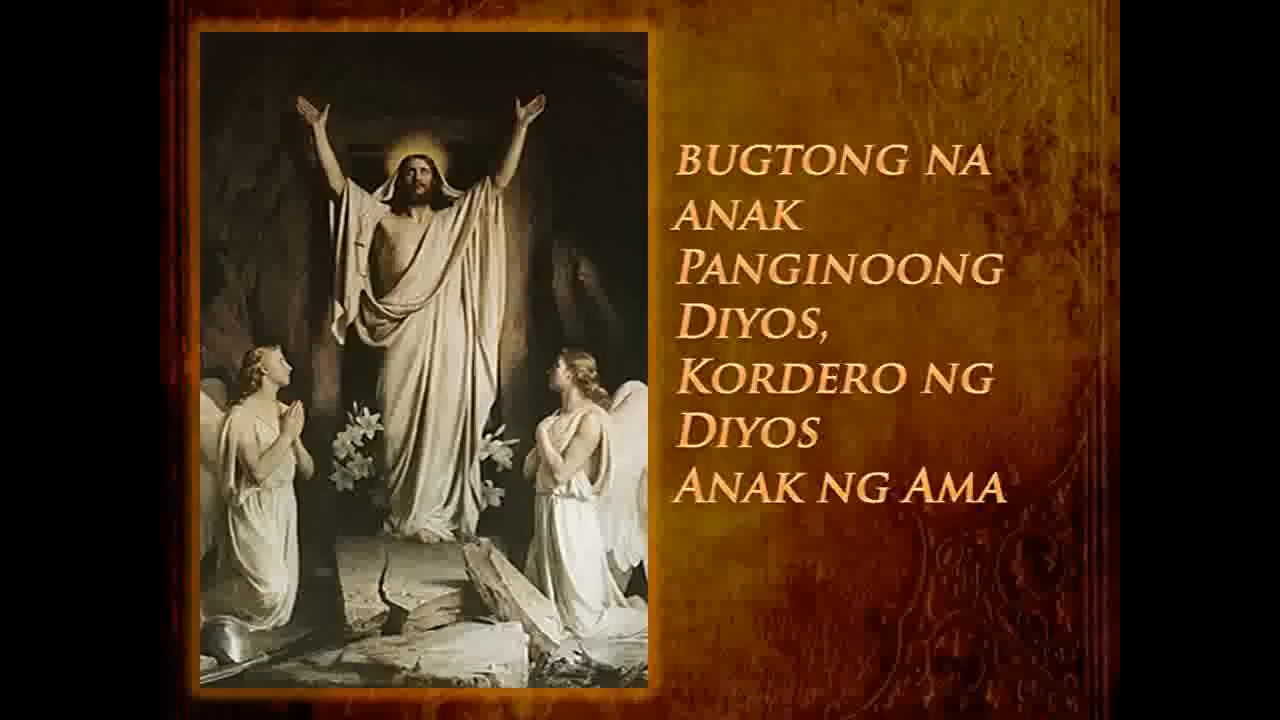 BUGTONG NA
ANAK
PANGINOONG
DIYOS,
KORDERO NG
DIYOS
ANAK NG AMA